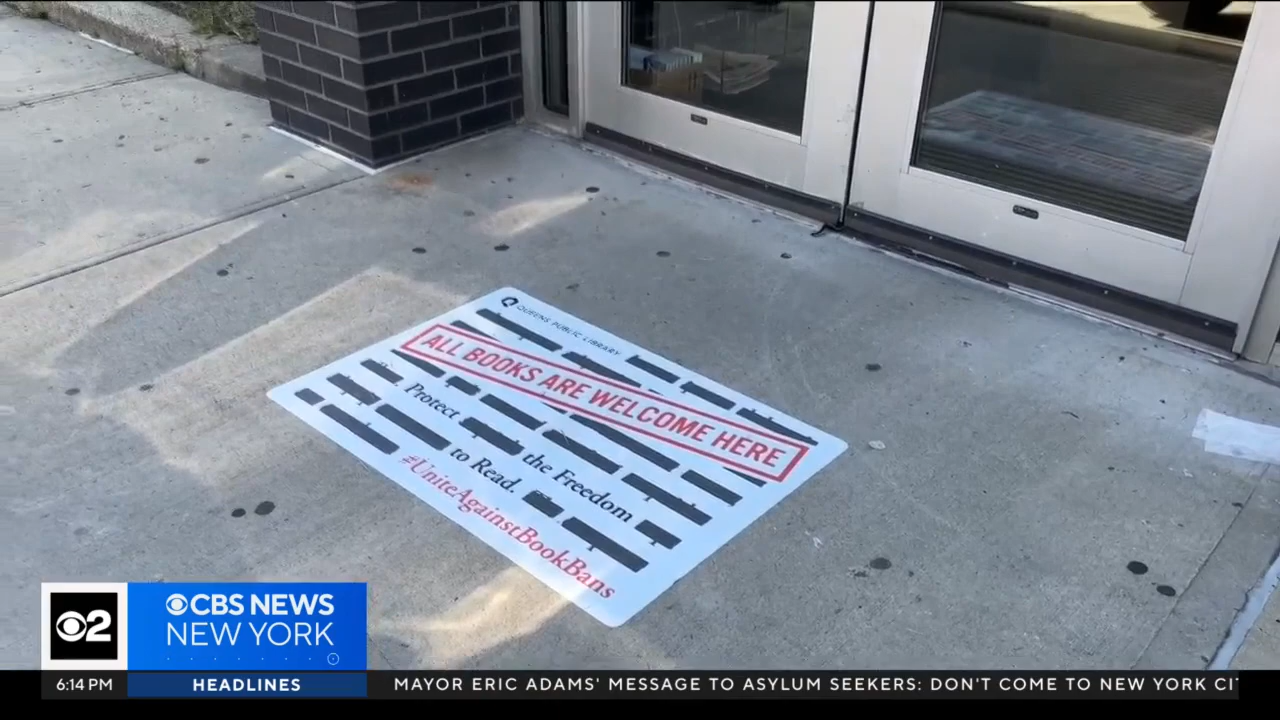 QUEENS PUBLIC LIBRARY
ALL BOOKS ARE WELCOME HERE
Protect
the Freedom
to Read.
#UniteAgainstBookBans
2
CBS NEWS
NEW YORK
6:14 PM
HEADLINES
MAYOR ERIC ADAMS' MESSAGE TO ASYLUM SEEKERS: DON'T COME TO NEW YORK